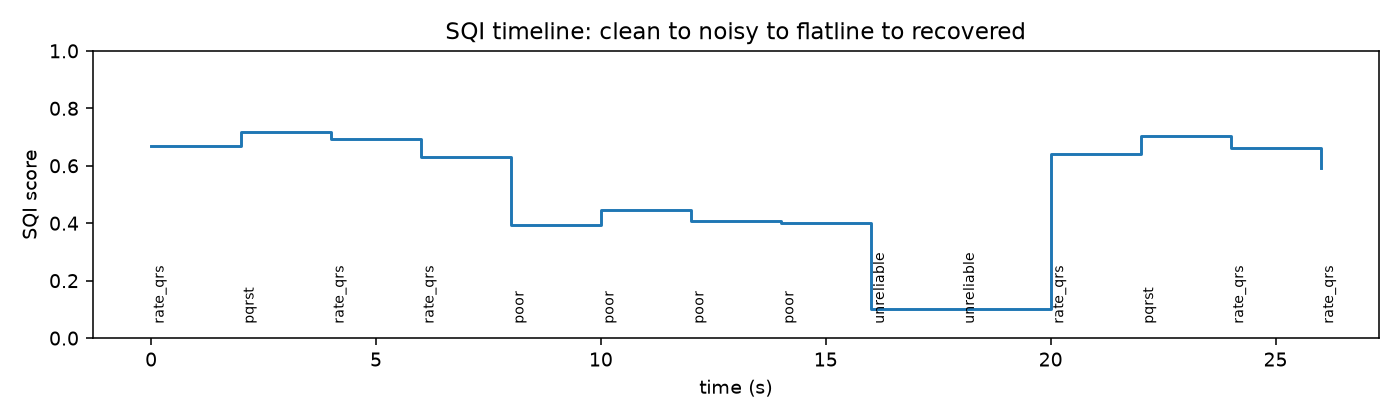 SQI timeline: clean to noisy to flatline to recovered
1.0
0.8
0.6
0.4
0.2
0.0
SQI score
rate_qrs
pqrst
rate_qrs
rate_qrs
poor
poor
poor
poor
unreliable
unreliable
rate_qrs
pqrst
rate_qrs
rate_qrs
0 5 10 15 20 25
time (s)